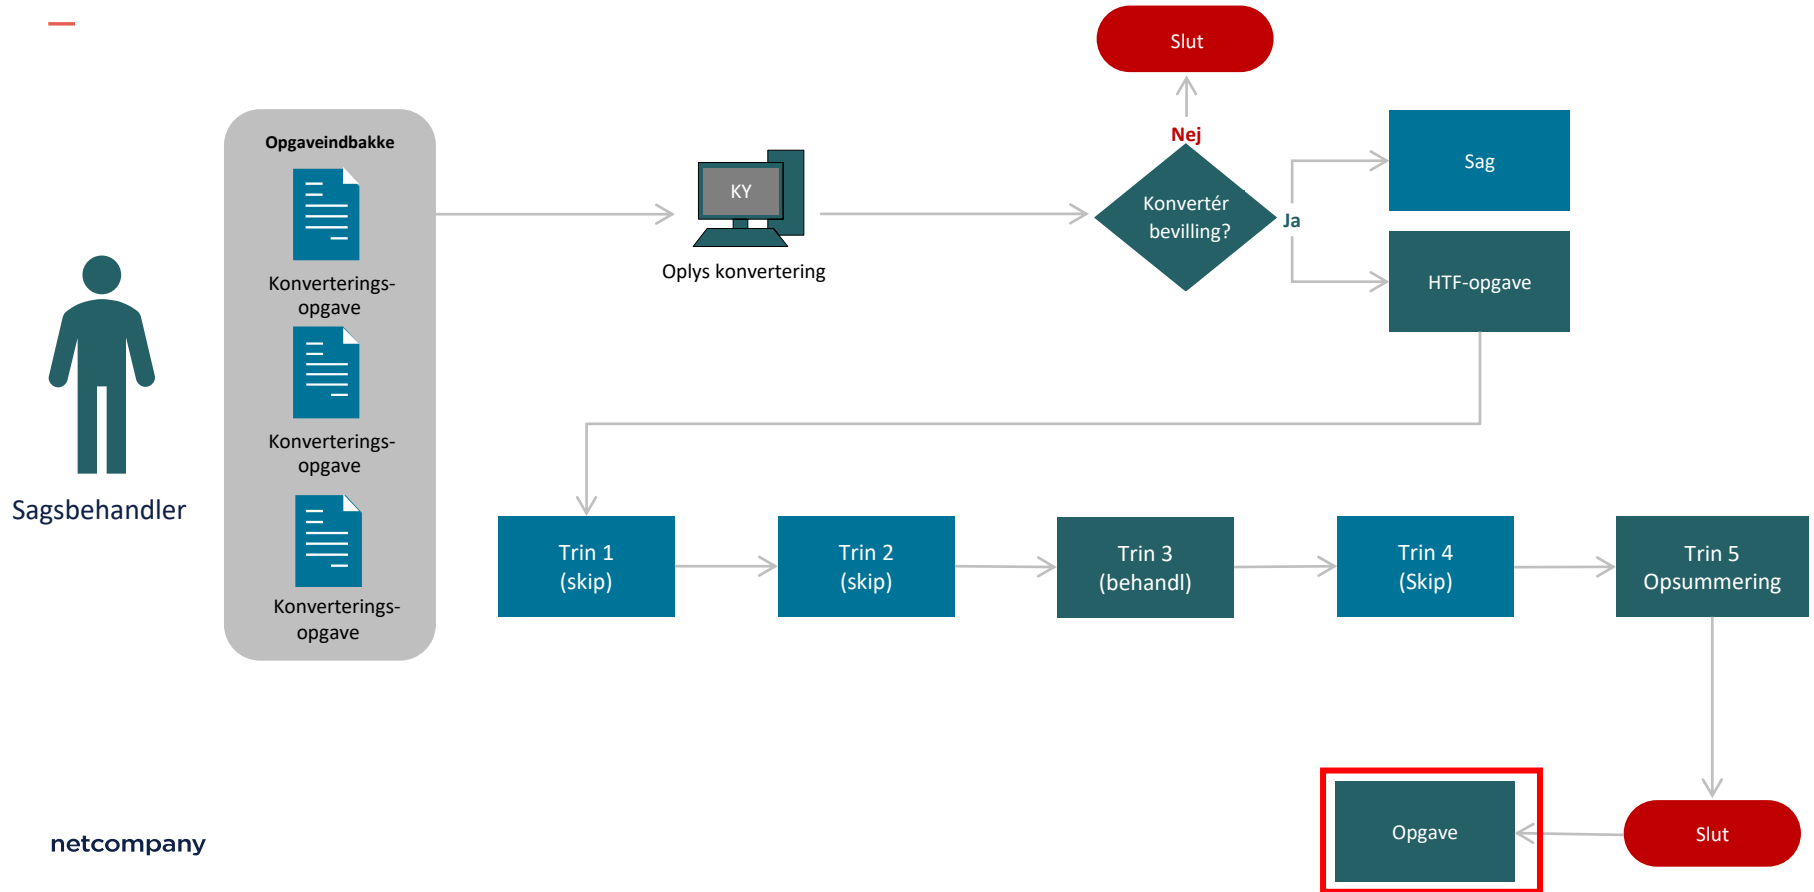 Slut
Opgaveindbakke
Nej
KY
Konvertér
bevilling?
Ja
Sag
Oplys konvertering
HTF-opgave
Konverterings-
opgave
Konverterings-
opgave
Sagsbehandler
Konverterings-
opgave
Trin 1
(skip)
Trin 2
(skip)
Trin 3
(behandl)
Trin 4
(Skip)
Trin 5
Opsummering
Opgave
Slut
netcompany